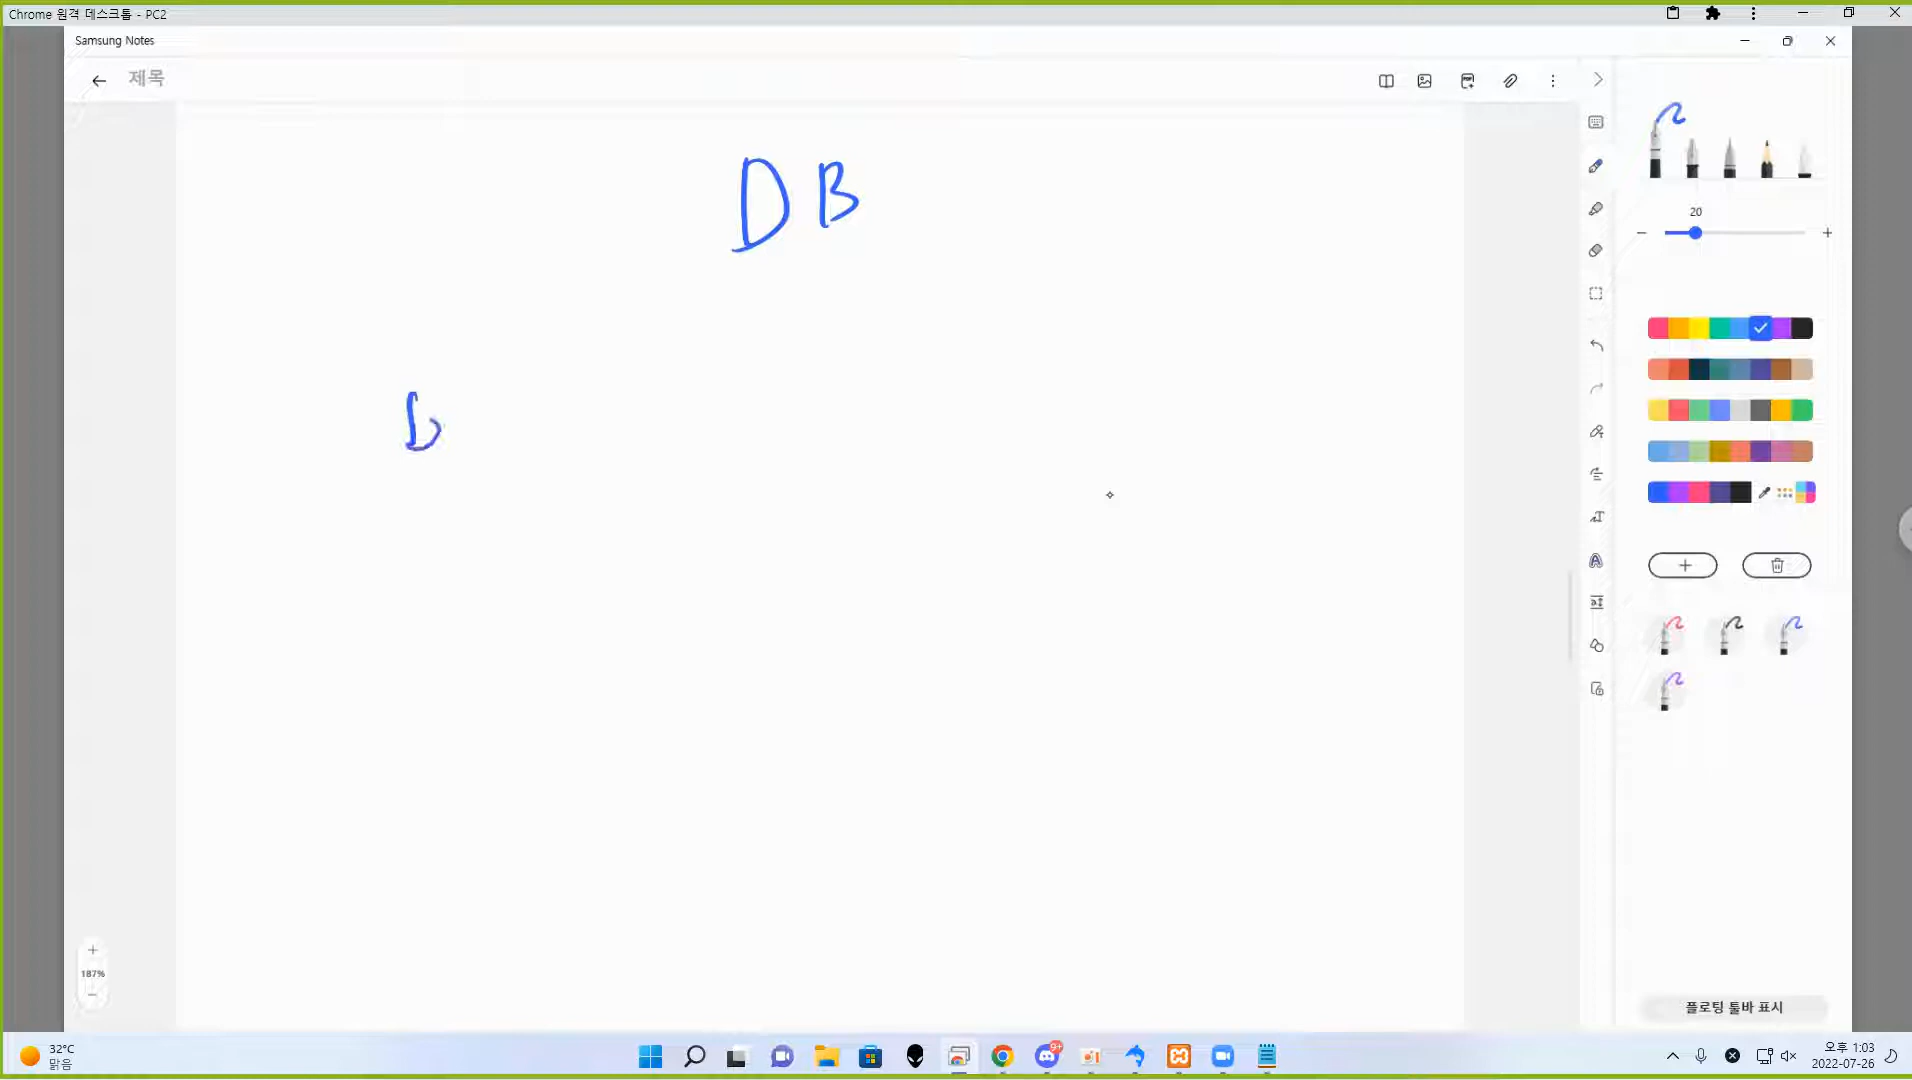 Chrome 원격 데스크톱 - PC2
Samsung Notes
제목
D B
20
187%
플로팅 툴바 표시
32°C
맑음
9+
오후 1:03
2022-07-26